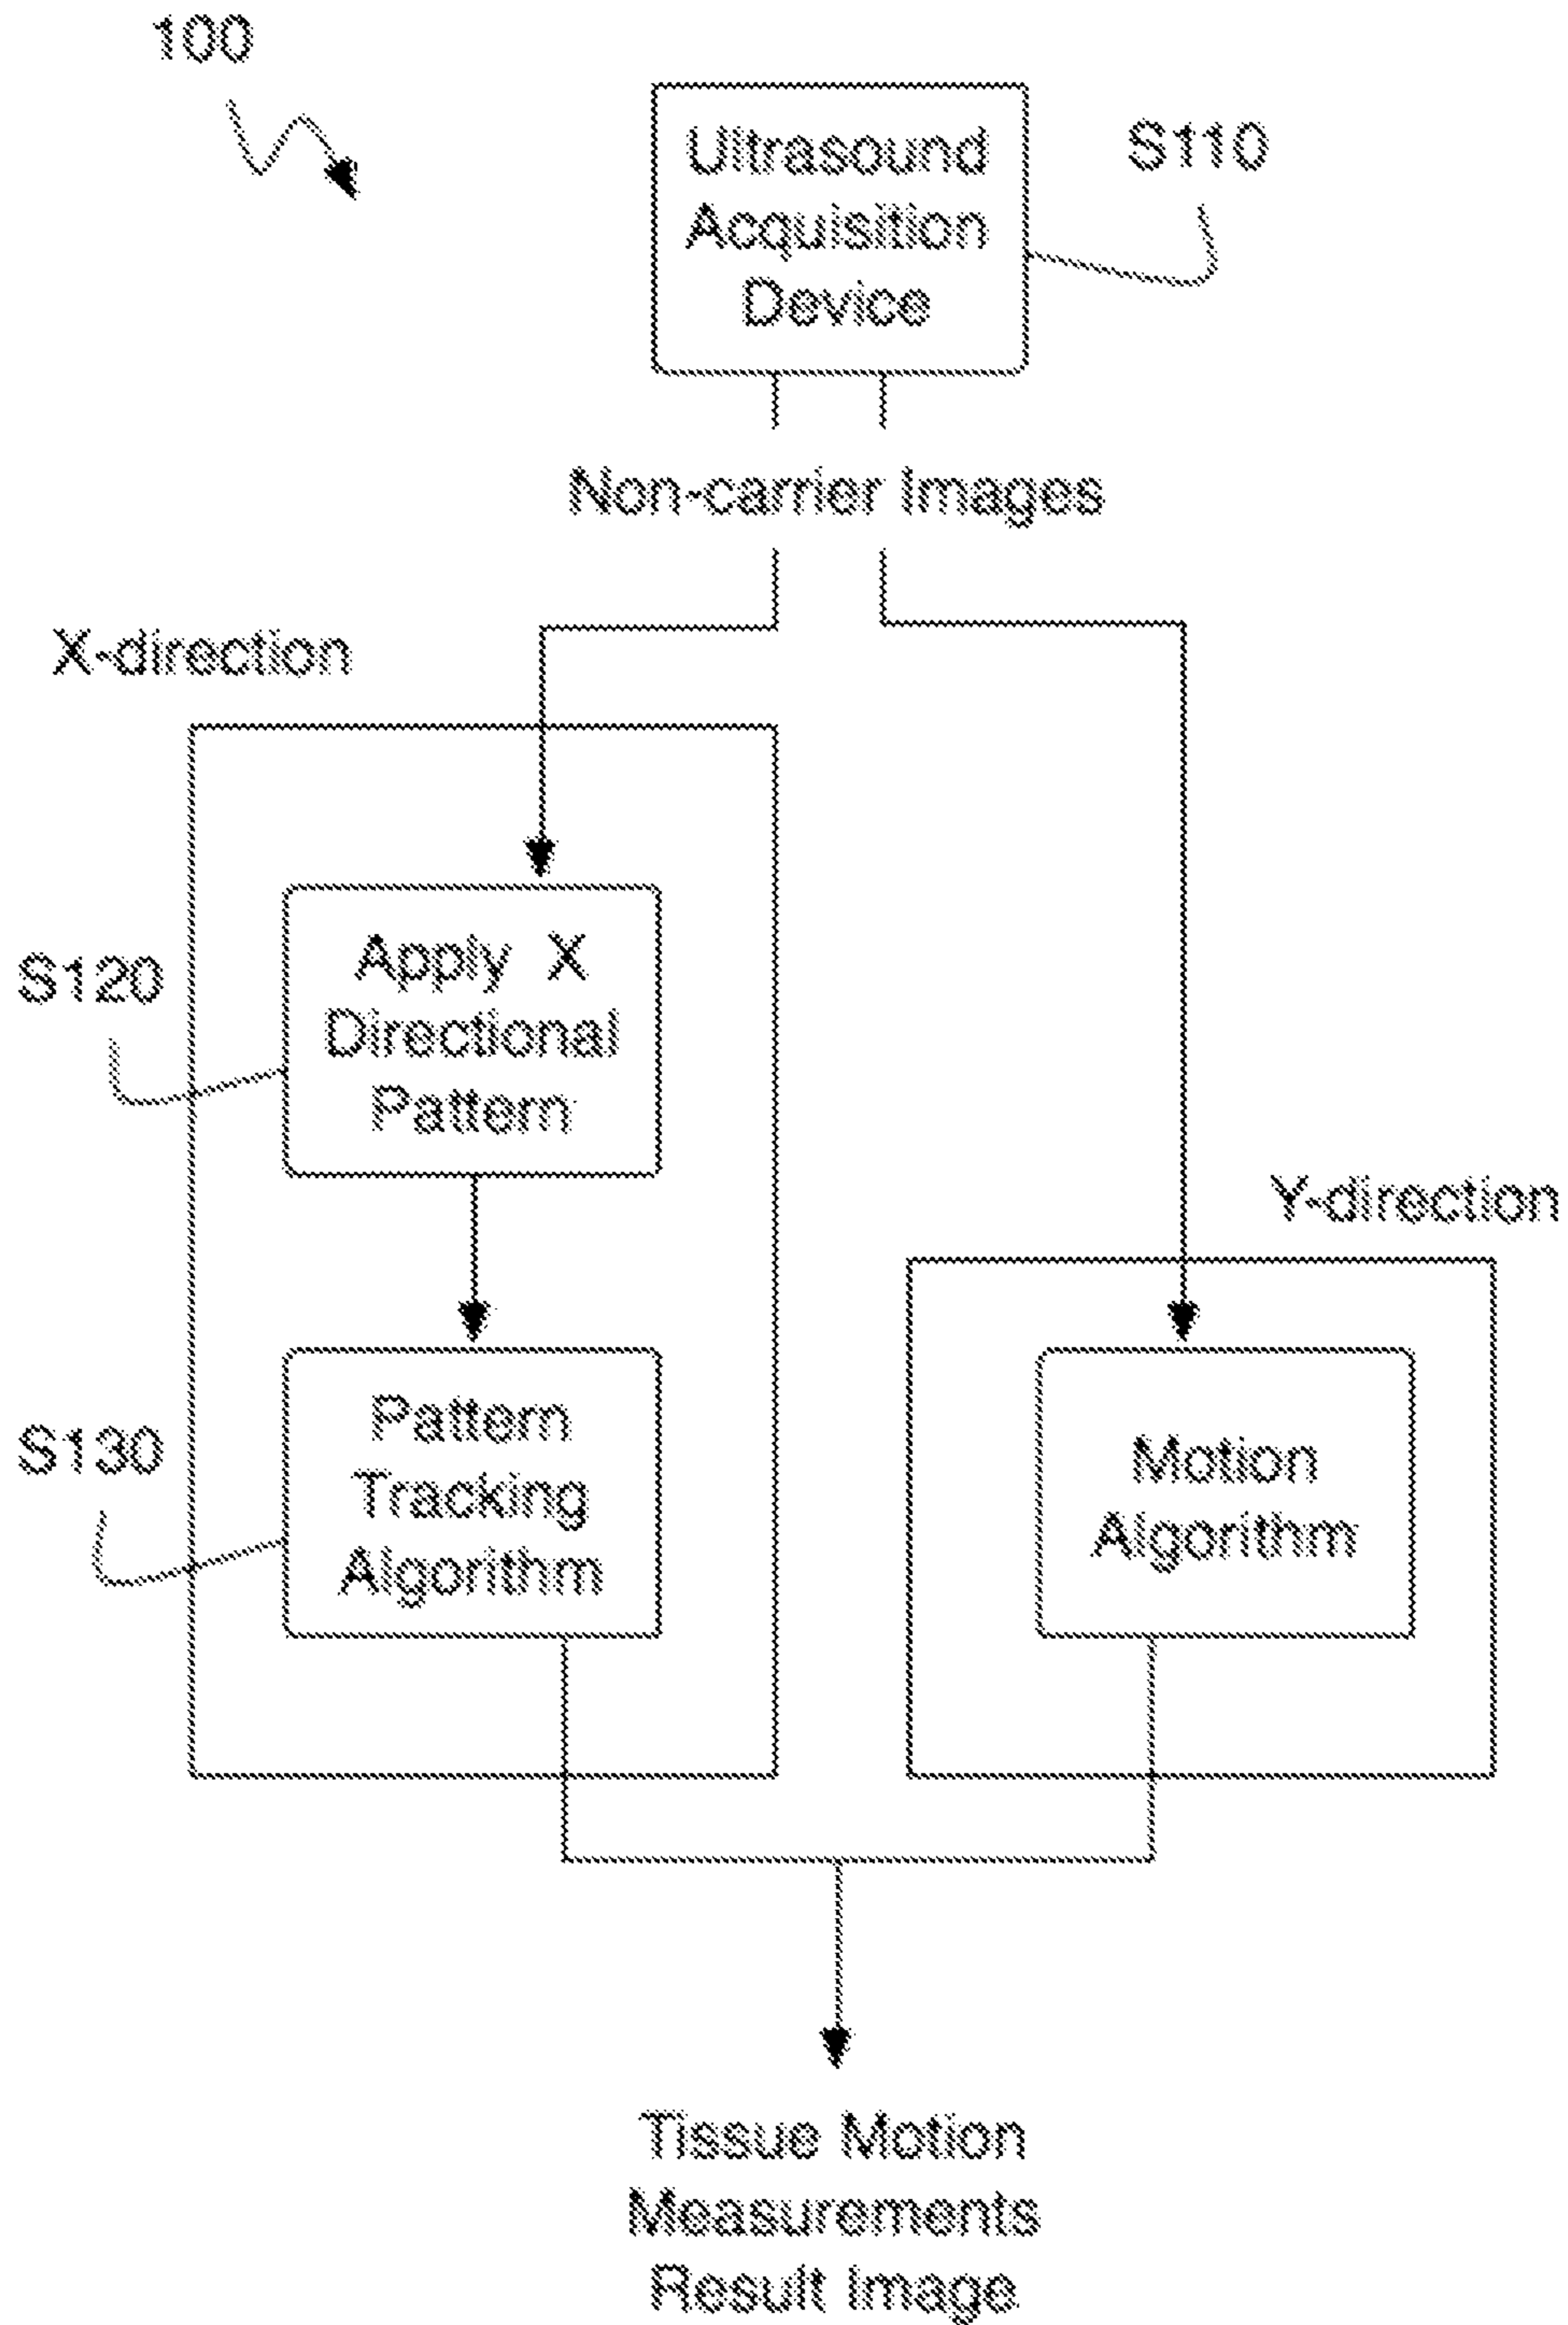 100
Ultrasound
Acquisition
Device
S110
Non-carrier Images
X-direction
Apply X
Directional
Pattern
S120
Y-direction
Pattern
Tracking
Algorithm
S130
Motion
Algorithm
Tissue Motion
Measurements
Result Image